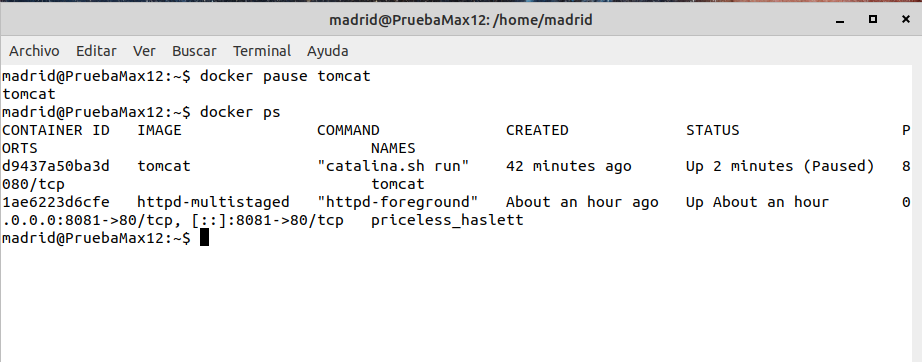 madrid@PruebaMax12: /home/madrid
Archivo Editar Ver Buscar Terminal Ayuda
madrid@PruebaMax12:~$ docker pause tomcat
tomcat
madrid@PruebaMax12:~$ docker ps
CONTAINER ID   IMAGE               COMMAND              CREATED             STATUS                  P
ORTS                                     NAMES
d9437a50ba3d   tomcat              "catalina.sh run"    42 minutes ago      Up 2 minutes (Paused)   8
080/tcp                                  tomcat
1ae6223d6cfe   httpd-multistaged   "httpd-foreground"   About an hour ago   Up About an hour        0
.0.0.0:8081->80/tcp, [::]:8081->80/tcp   priceless_haslett
madrid@PruebaMax12:~$